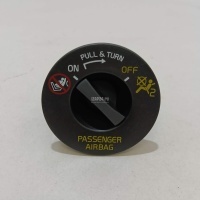 PULL & TURN
ON
OFF
PASSENGER
AIRBAG